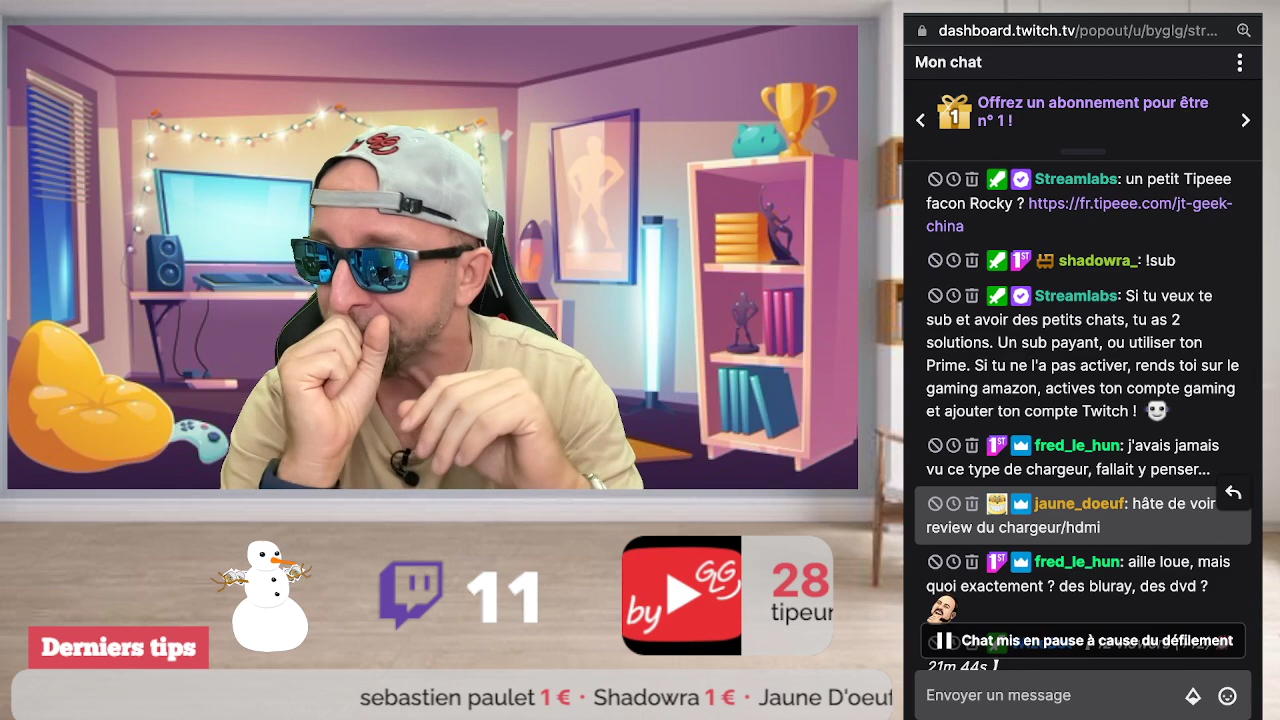 dashboard.twitch.tv/popout/u/byglg/str...
Mon chat
Offrez un abonnement pour être
n° 1 !
1
Streamlabs: un petit Tipeee
facon Rocky ? https://fr.tipeee.com/jt-geek-
china
1ST shadowra_: !sub
Streamlabs: Si tu veux te
sub et avoir des petits chats, tu as 2
solutions. Un sub payant, ou utiliser ton
Prime. Si tu ne l'a pas activer, rends toi sur le
gaming amazon, actives ton compte gaming
et ajouter ton compte Twitch !
1ST fred_le_hun: j'avais jamais
vu ce type de chargeur, fallait y penser...
jaune_doeuf: hâte de voir
review du chargeur/hdmi
1ST fred_le_hun: aille loue, mais
quoi exactement ? des bluray, des dvd ?
Chat mis en pause à cause du défilement
21m 44s ]
Envoyer un message
11
by GG
28
tipeur
Derniers tips
sebastien paulet 1 € · Shadowra 1 € · Jaune D'oeuf